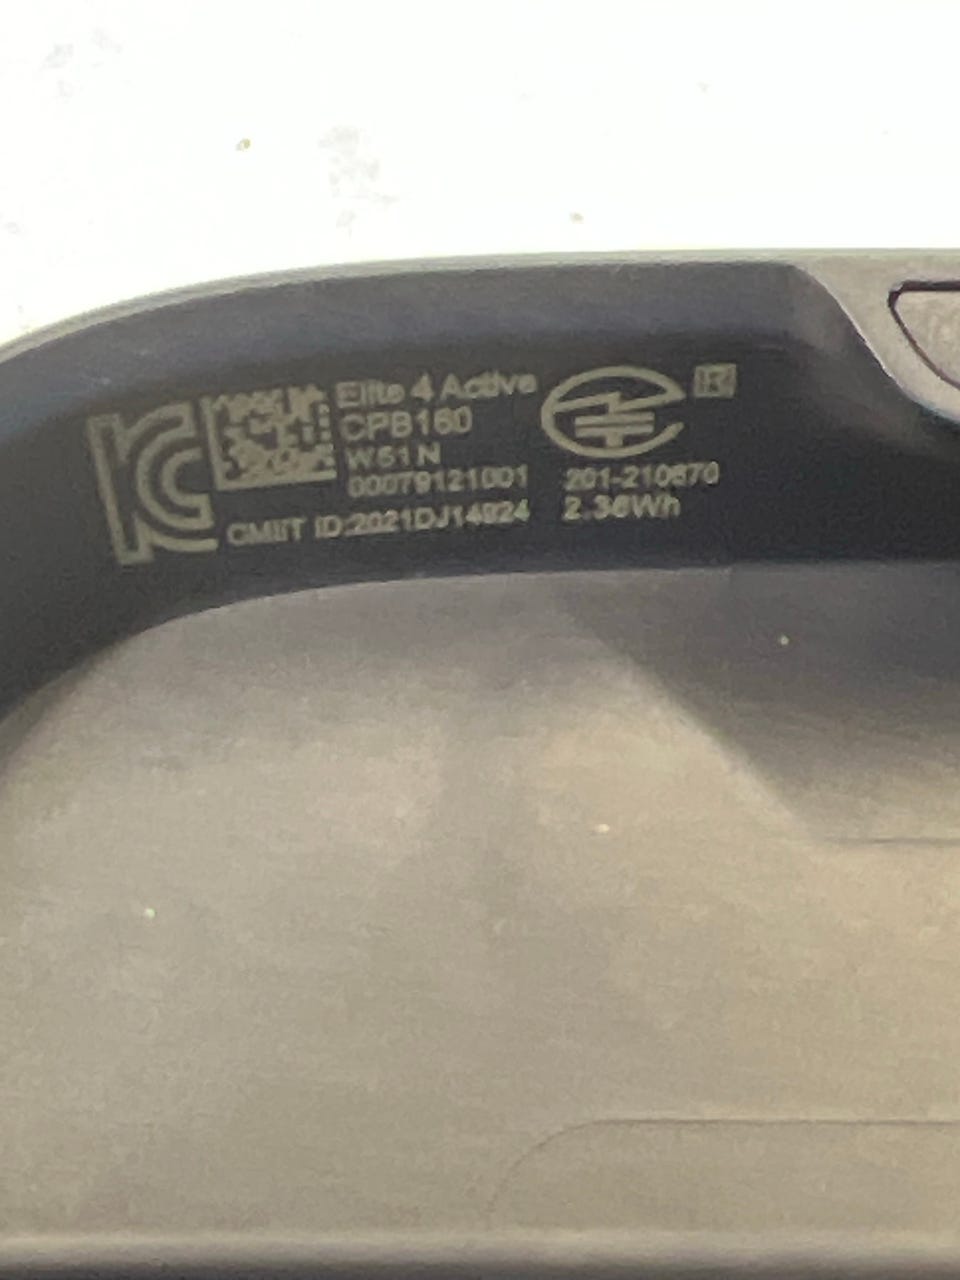 Elite 4 Active
CPB160
W51N
00079121001
CMIIT ID:2021DJ14924
R
201-210670
2.36Wh